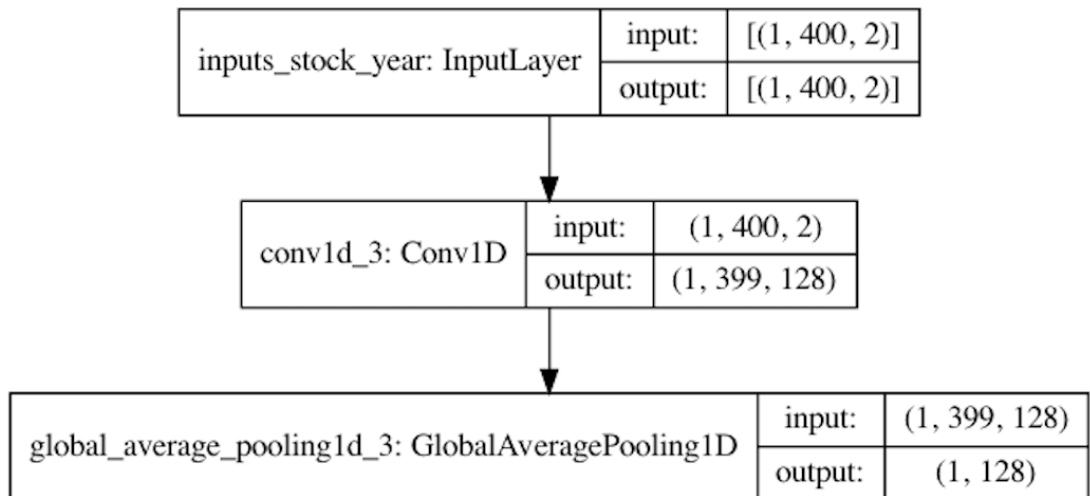 inputs_stock_year: InputLayer
input: [(1, 400, 2)]
output: [(1, 400, 2)]
conv1d_3: Conv1D
input: (1, 400, 2)
output: (1, 399, 128)
global_average_pooling1d_3: GlobalAveragePooling1D
input: (1, 399, 128)
output: (1, 128)